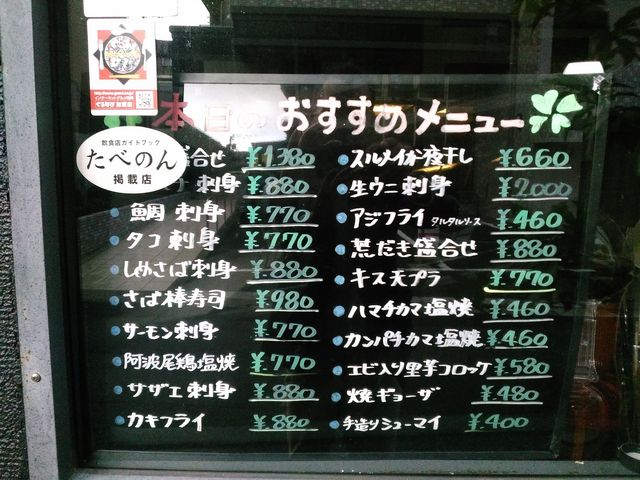 本日のおすすめメニュー
飲食店ガイドブック
たべのん
掲載店
合せ ¥1380
刺身 ¥880
鯛 刺身 ¥770
タコ 刺身 ¥770
しめさば刺身 ¥880
さば棒寿司 ¥980
サーモン刺身 ¥770
阿波尾鶏塩焼 ¥770
サザエ刺身 ¥880
カキフライ ¥880
スルメイカ一夜干し ¥660
生ウニ刺身 ¥2000
アジフライ タルタルソース ¥460
荒だき盛合せ ¥880
キス天プラ ¥770
ハマチカマ塩焼 ¥460
カンパチカマ塩焼 ¥460
エビ入り里芋コロッケ ¥580
焼ギョーザ ¥480
手造りシューマイ ¥400